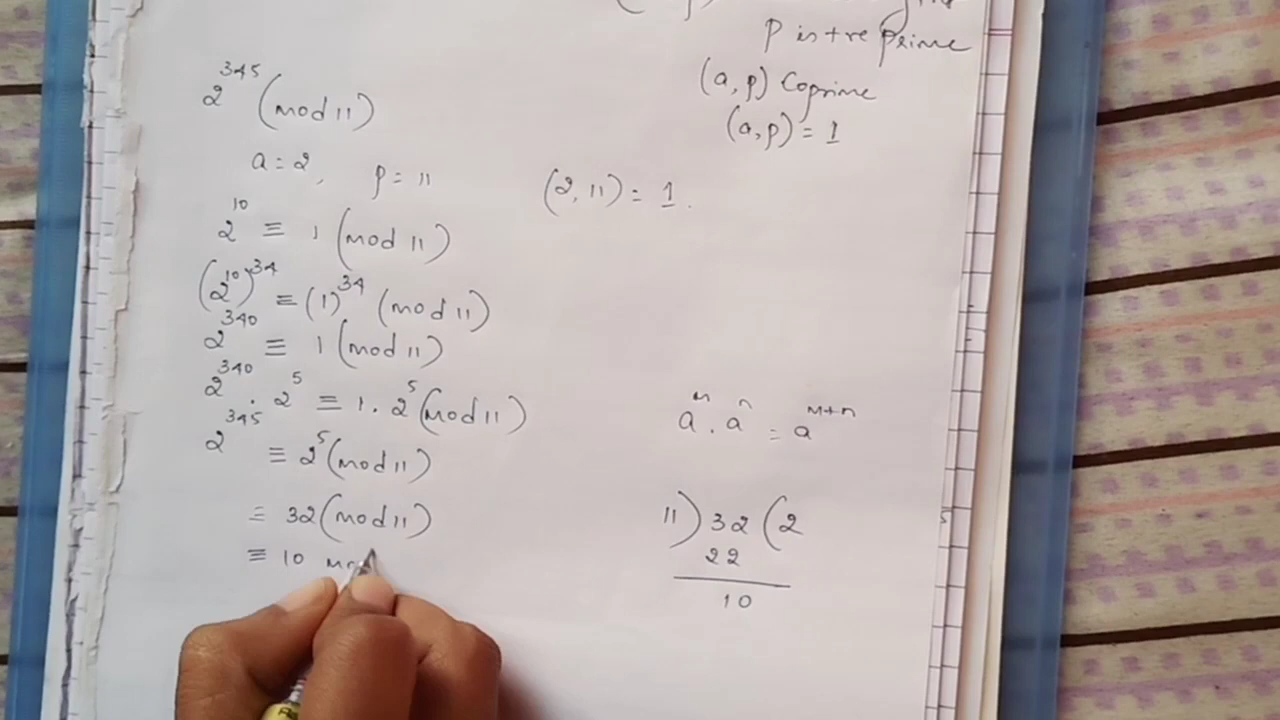 p is +ve prime
(a, p) Coprime
(a, p) = 1
2^345 (mod 11)
a = 2, p = 11 (2, 11) = 1.
2^10 ≡ 1 (mod 11)
(2^10)^34 ≡ (1)^34 (mod 11)
2^340 ≡ 1 (mod 11)
2^340 . 2^5 ≡ 1 . 2^5 (mod 11)
2^345 ≡ 2^5 (mod 11)
= 32 (mod 11)
≡ 10 mo
a^m . a^n = a^m+n
11) 32 (2
22
10